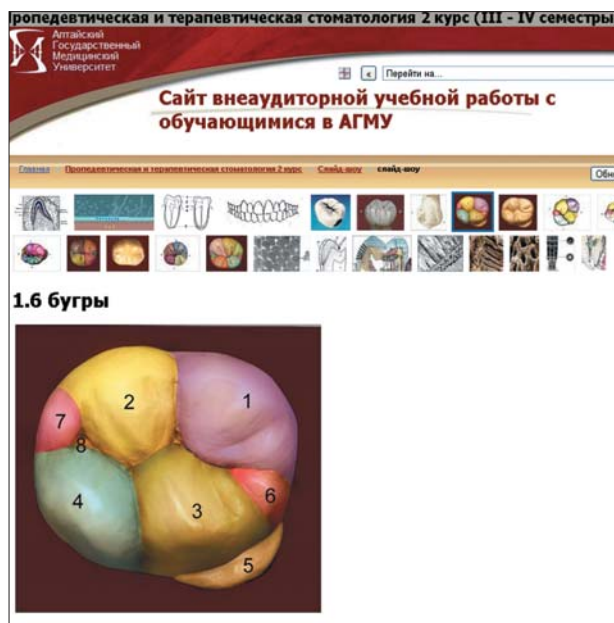 ропедевтическая и терапевтическая стоматология 2 курс (III - IV семестры
Алтайский
Государственный
Медицинский
Университет
«
Перейти на...
Сайт внеаудиторной учебной работы с
обучающимися в АГМУ
Главная Пропедевтическая и терапевтическая стоматология 2 курс Слайд-шоу слайд-шоу
Обн
1.6 бугры
1
2
7
8
6
4
3
5